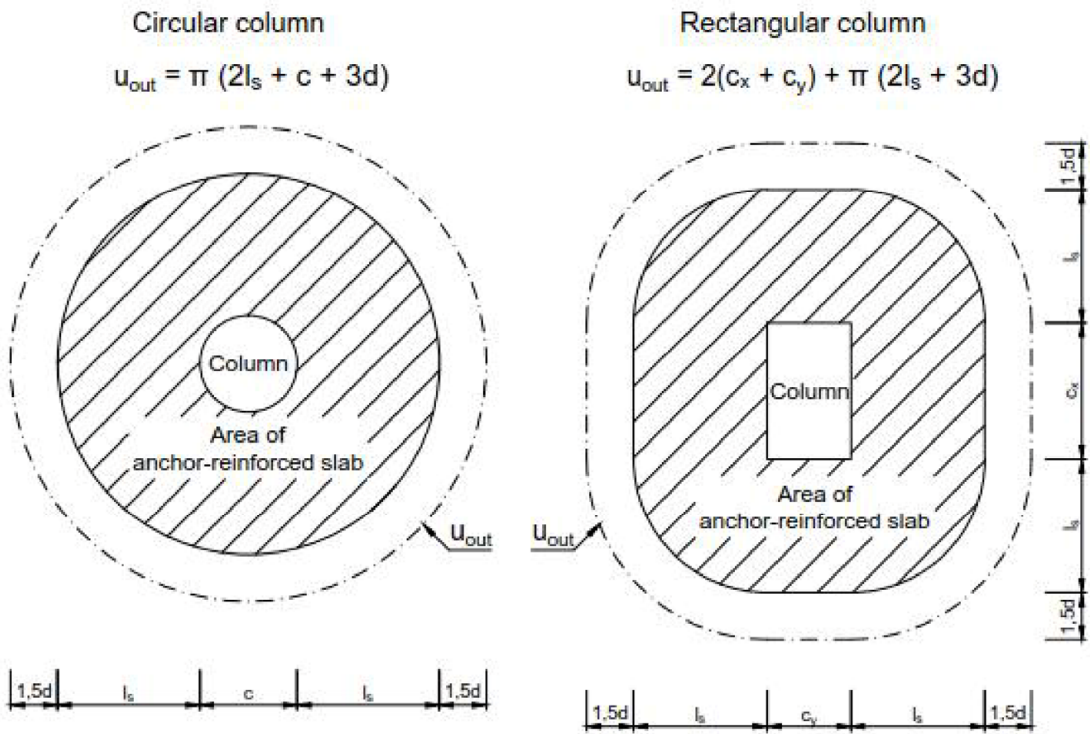 Circular column
u_out = π (2l_s + c + 3d)
Column
Area of
anchor-reinforced slab
u_out
1,5d
l_s
c
l_s
1,5d
Rectangular column
u_out = 2(c_x + c_y) + π (2l_s + 3d)
Column
Area of
anchor-reinforced slab
u_out
1,5d
l_s
c_x
l_s
1,5d
1,5d
l_s
c_y
l_s
1,5d